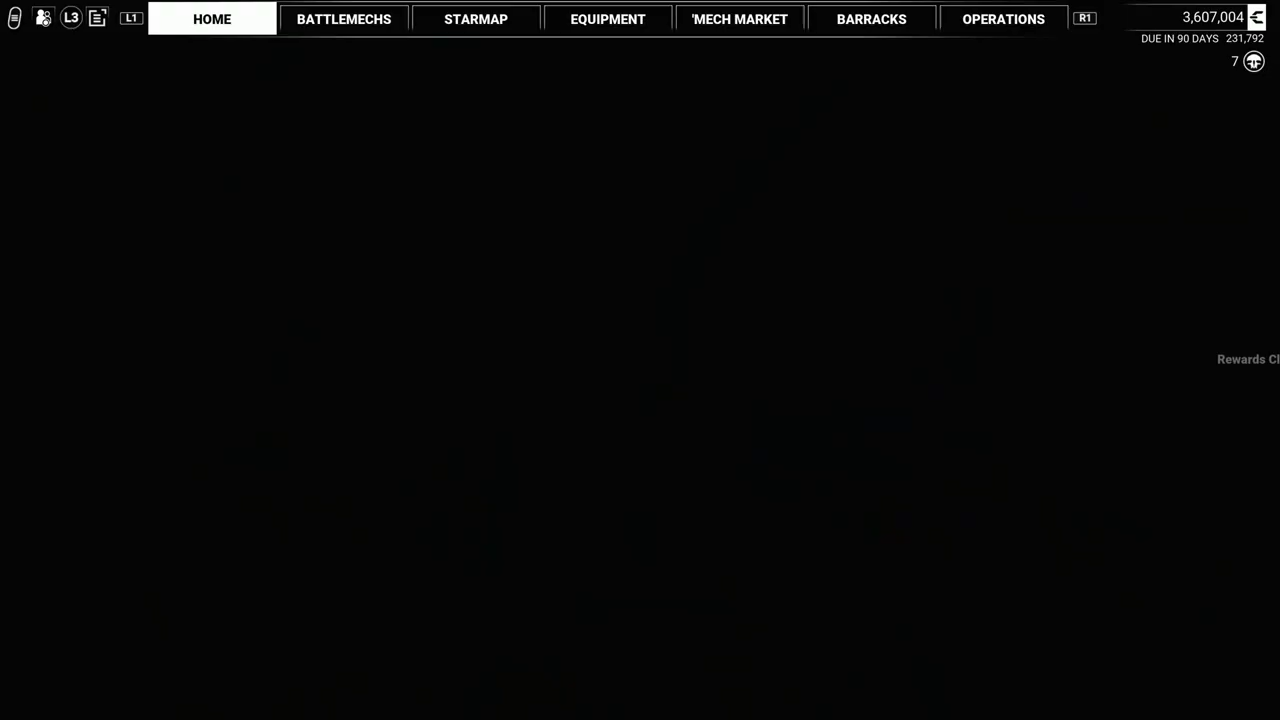 L3 L1 HOME BATTLEMECHS STARMAP EQUIPMENT 'MECH MARKET BARRACKS OPERATIONS R1 3,607,004
DUE IN 90 DAYS 231,792
7
Rewards Cl